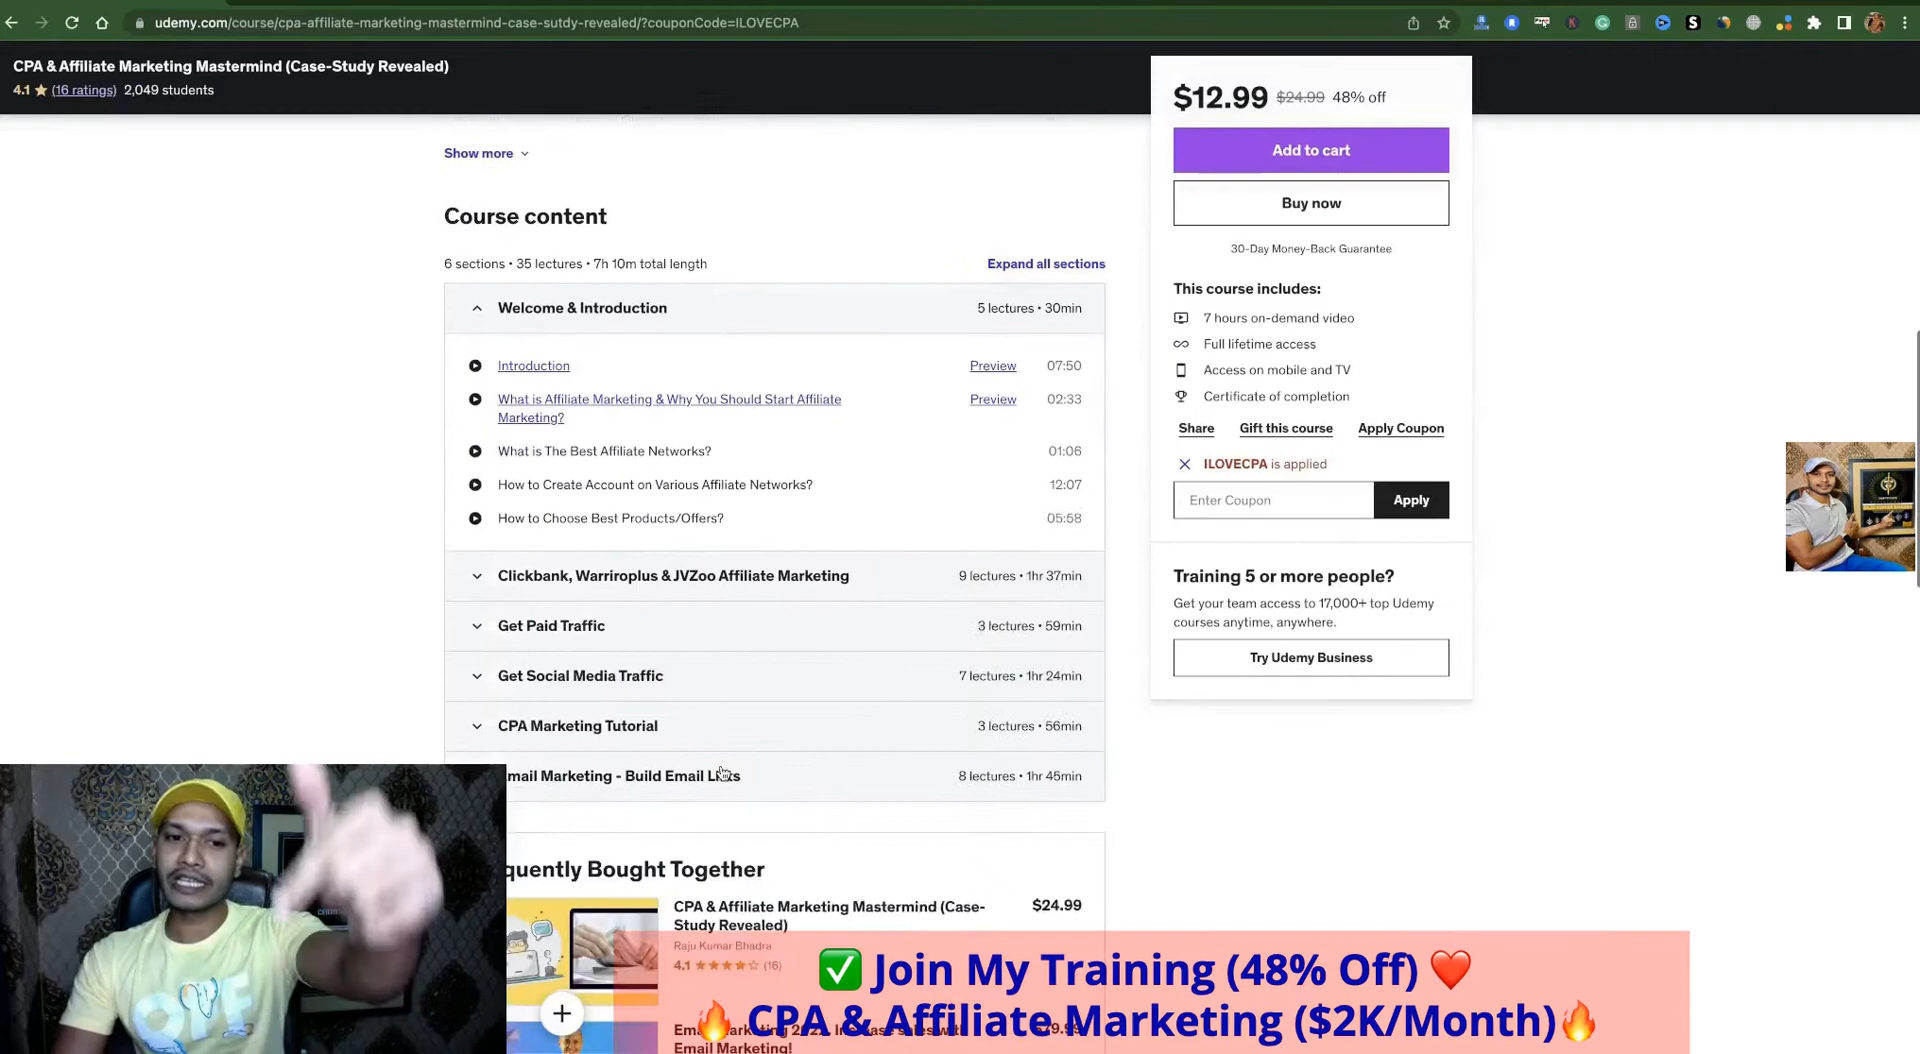 udemy.com/course/cpa-affiliate-marketing-mastermind-case-sutdy-revealed/?couponCode=ILOVECPA
CPA & Affiliate Marketing Mastermind (Case-Study Revealed)
4.1 ★ (16 ratings) 2,049 students
$12.99 $24.99 48% off
Add to cart
Buy now
30-Day Money-Back Guarantee
This course includes:
7 hours on-demand video
Full lifetime access
Access on mobile and TV
Certificate of completion
Share Gift this course Apply Coupon
ILOVECPA is applied
Enter Coupon Apply
Training 5 or more people?
Get your team access to 17,000+ top Udemy
courses anytime, anywhere.
Try Udemy Business
Show more
Course content
6 sections • 35 lectures • 7h 10m total length Expand all sections
Welcome & Introduction 5 lectures • 30min
Introduction Preview 07:50
What is Affiliate Marketing & Why You Should Start Affiliate Preview 02:33
Marketing?
What is The Best Affiliate Networks? 01:06
How to Create Account on Various Affiliate Networks? 12:07
How to Choose Best Products/Offers? 05:58
Clickbank, Warriroplus & JVZoo Affiliate Marketing 9 lectures • 1hr 37min
Get Paid Traffic 3 lectures • 59min
Get Social Media Traffic 7 lectures • 1hr 24min
CPA Marketing Tutorial 3 lectures • 56min
mail Marketing - Build Email Lists 8 lectures • 1hr 45min
quently Bought Together
CPA & Affiliate Marketing Mastermind (Case- $24.99
Study Revealed)
Raju Kumar Bhadra
4.1 ★★★★☆ (16)
✅ Join My Training (48% Off) ❤️
🔥 CPA & Affiliate Marketing ($2K/Month)🔥
Email Marketing!